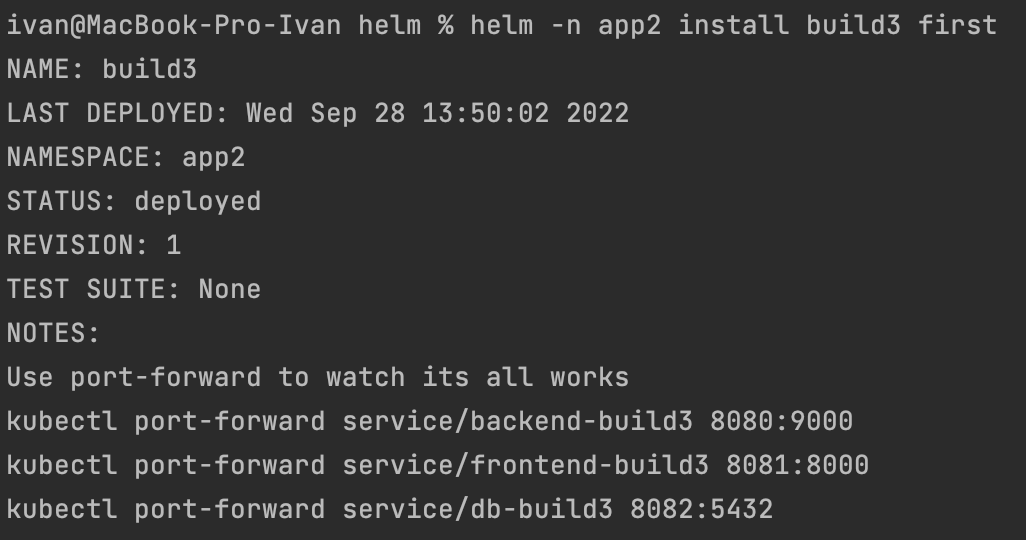 ivan@MacBook-Pro-Ivan helm % helm -n app2 install build3 first
NAME: build3
LAST DEPLOYED: Wed Sep 28 13:50:02 2022
NAMESPACE: app2
STATUS: deployed
REVISION: 1
TEST SUITE: None
NOTES:
Use port-forward to watch its all works
kubectl port-forward service/backend-build3 8080:9000
kubectl port-forward service/frontend-build3 8081:8000
kubectl port-forward service/db-build3 8082:5432